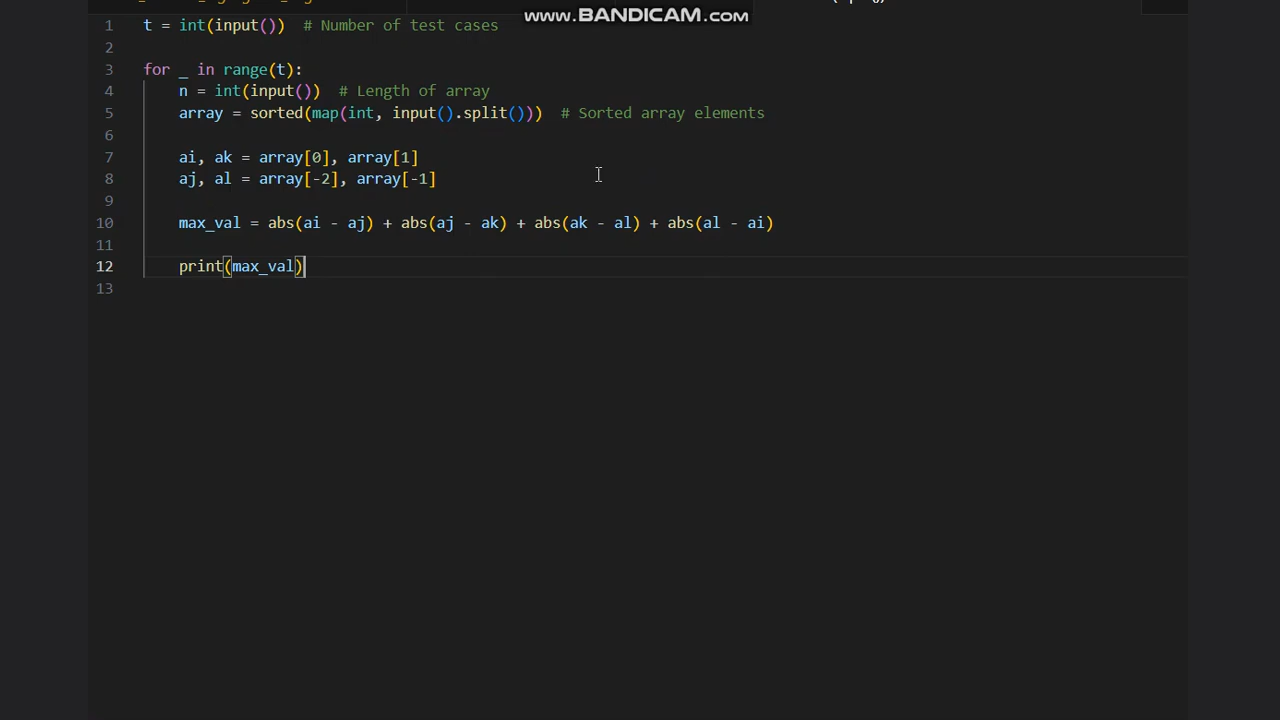 www.BANDICAM.com
1 t = int(input())  # Number of test cases
2
3 for _ in range(t):
4     n = int(input())  # Length of array
5     array = sorted(map(int, input().split()))  # Sorted array elements
6
7     ai, ak = array[0], array[1]
8     aj, al = array[-2], array[-1]
9
10     max_val = abs(ai - aj) + abs(aj - ak) + abs(ak - al) + abs(al - ai)
11
12     print(max_val)
13